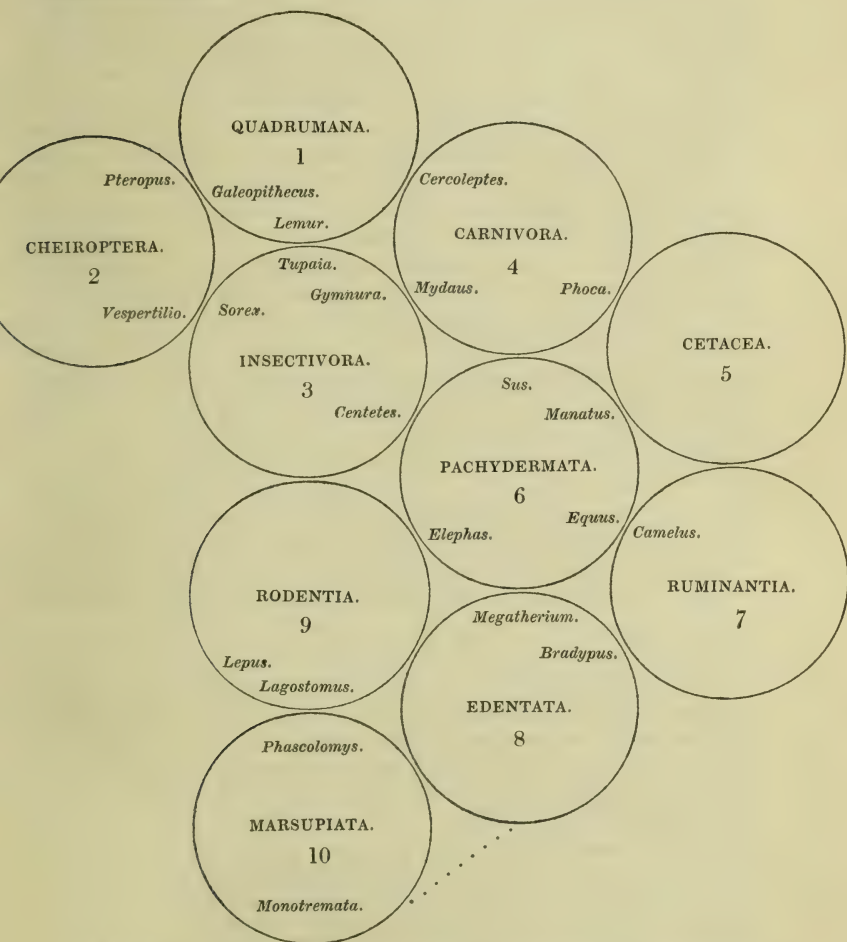 QUADRUMANA.
1
Galeopithecus.
Lemur.
Pteropus.
CHEIROPTERA.
2
Vespertilio.
Tupaia.
Gymnura.
Sorex.
INSECTIVORA.
3
Centetes.
Cercoleptes.
CARNIVORA.
4
Mydaus.
Phoca.
CETACEA.
5
Sus.
Manatus.
PACHYDERMATA.
6
Equus.
Elephas.
Camelus.
RUMINANTIA.
7
Megatherium.
Bradypus.
EDENTATA.
8
RODENTIA.
9
Lepus.
Lagostomus.
Phascolomys.
MARSUPIATA.
10
Monotremata.